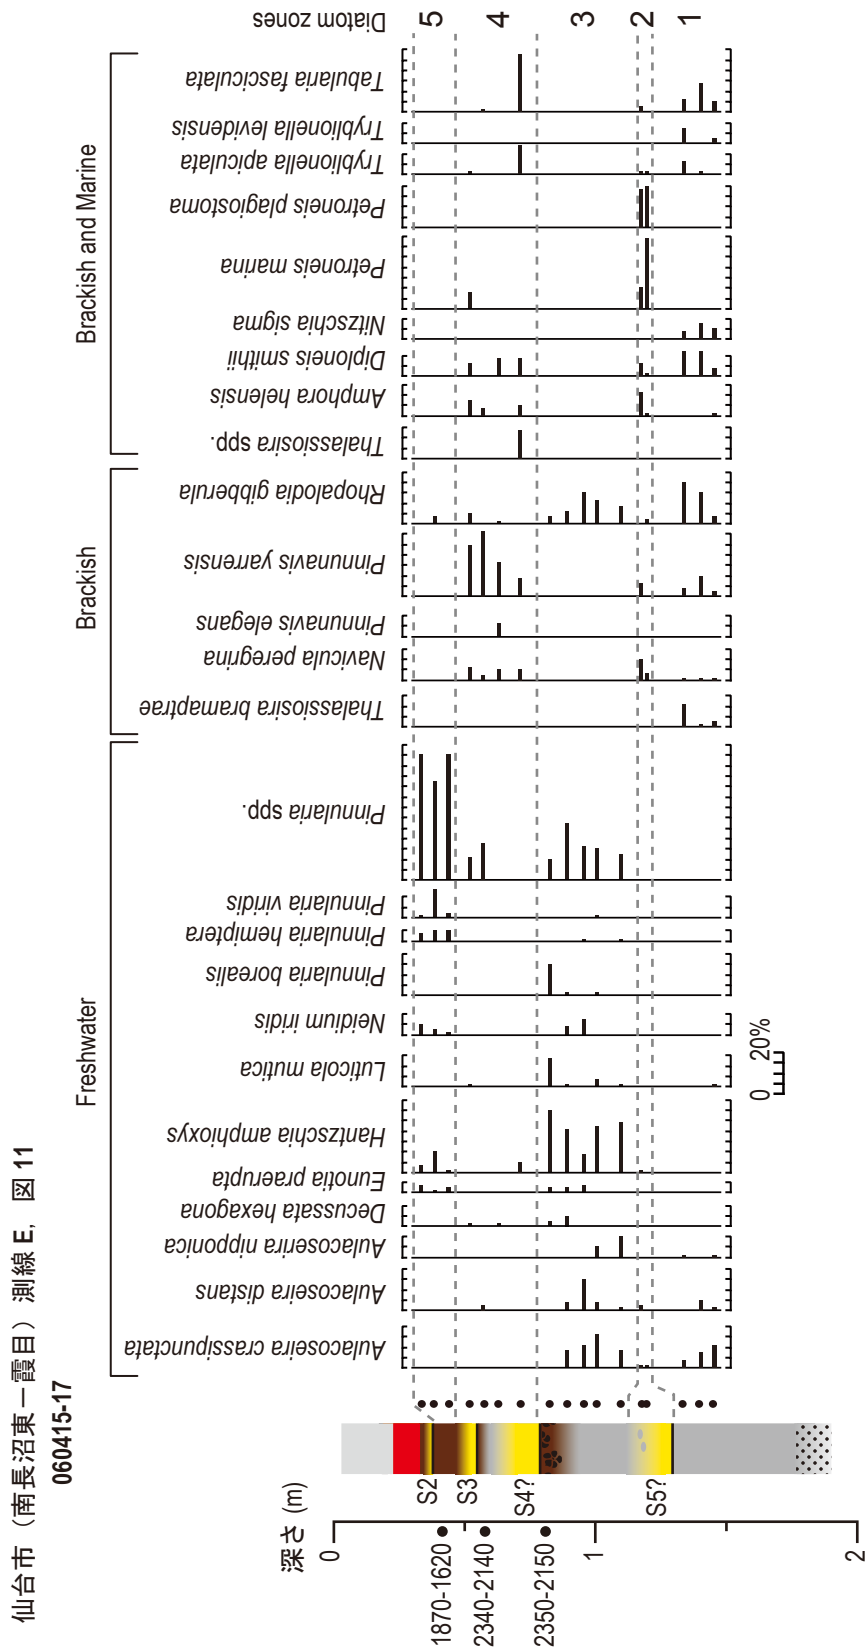 仙台市（南長沼東－霞目）測線 E，図 11
060415-17
深さ (m)
0
1
2
1870-1620
2340-2140
2350-2150
S2
S3
S4?
S5?
Freshwater
Brackish
Brackish and Marine
Aulacoseira crassipunctata
Aulacoseira distans
Aulacoserira nipponica
Decussata hexagona
Eunotia praerupta
Hantzschia amphioxys
Luticola mutica
Neidium iridis
Pinnularia borealis
Pinnularia hemiptera
Pinnularia viridis
Pinnularia spp.
Thalassiosira bramaptrae
Navicula peregrina
Pinnunavis elegans
Pinnunavis yarrensis
Rhopalodia gibberula
Thalassiosira spp.
Amphora helensis
Diploneis smithii
Nitzschia sigma
Petroneis marina
Petroneis plagiostoma
Tryblionella apiculata
Tryblionella levidensis
Tabularia fasciculata
Diatom zones
5
4
3
2
1
0 20%